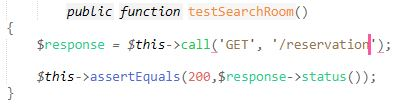 public function testSearchRoom()
{
$response = $this->call('GET', '/reservation');
$this->assertEquals(200,$response->status());
}